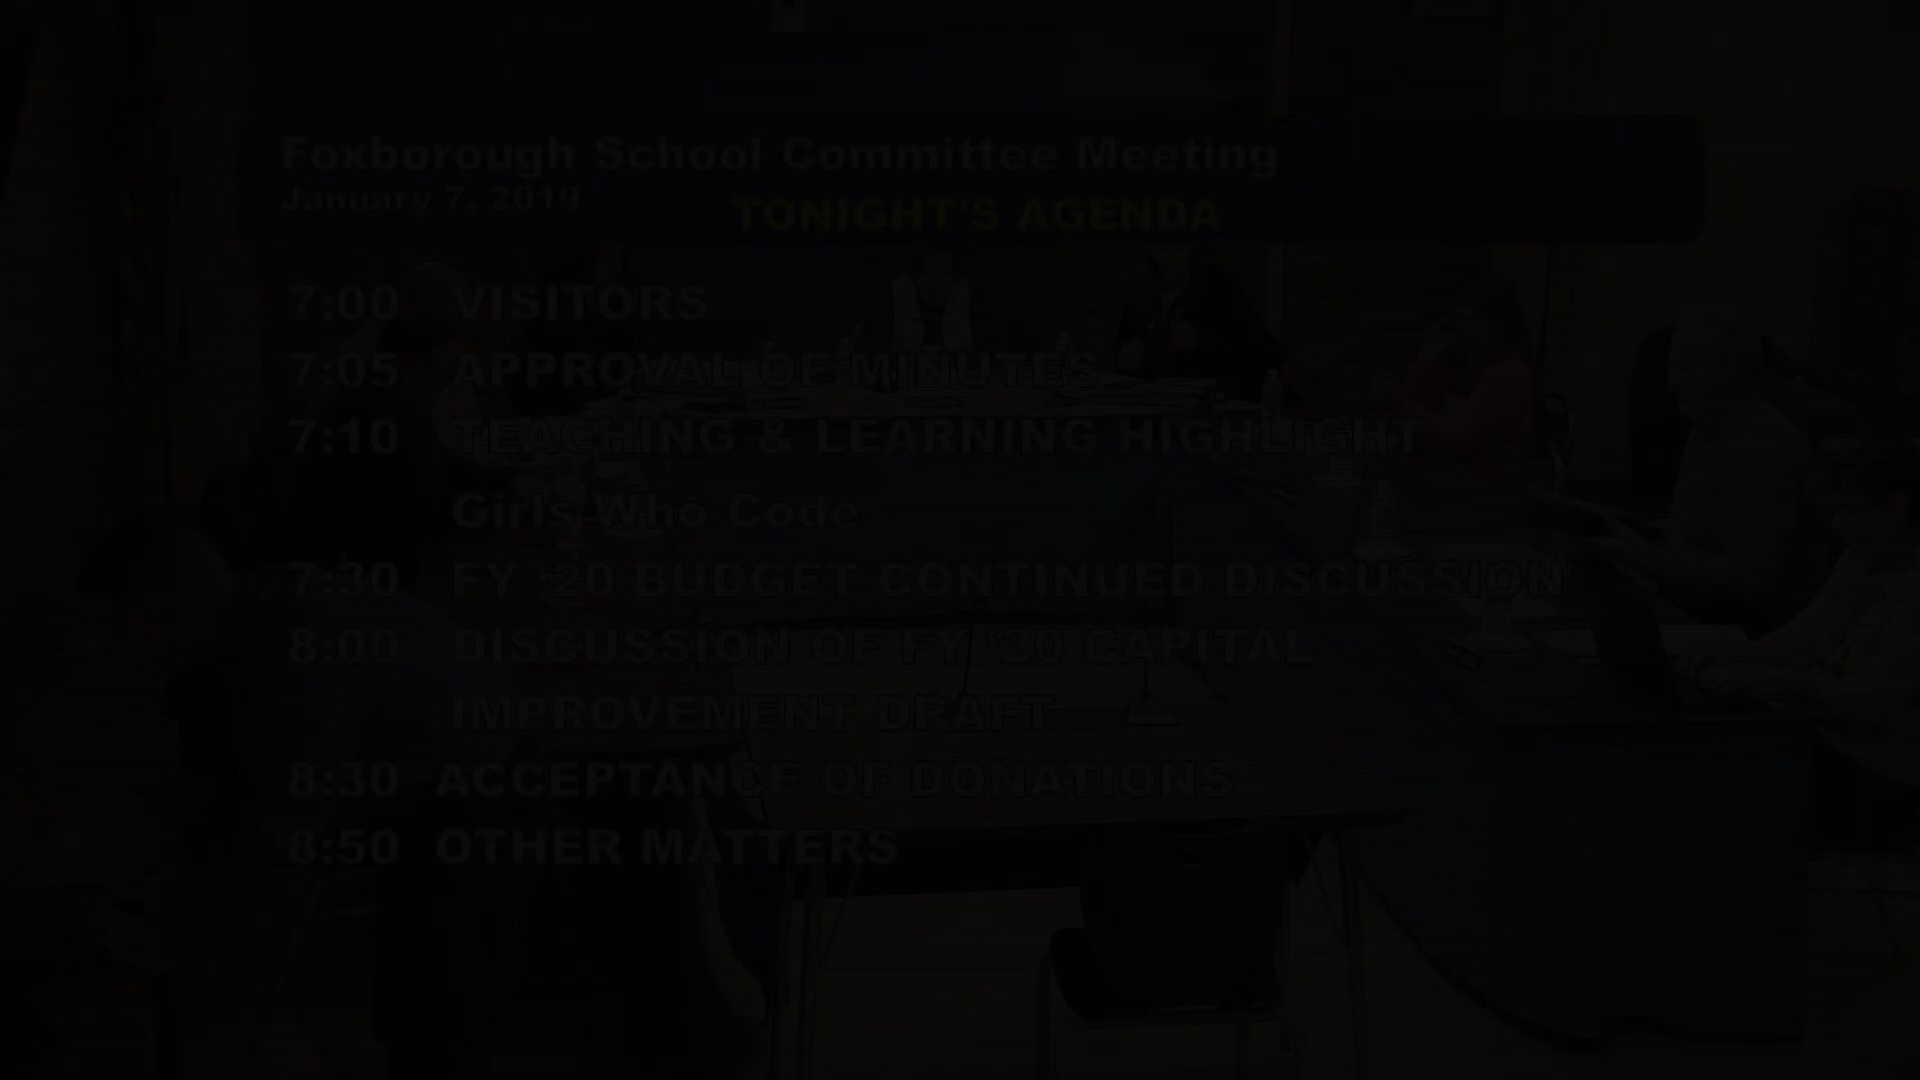 Foxborough School Committee Meeting
January 7, 2019
TONIGHT'S AGENDA
7:00 VISITORS
7:05 APPROVAL OF MINUTES
7:10 TEACHING & LEARNING HIGHLIGHT
Girls Who Code
7:30 FY '20 BUDGET CONTINUED DISCUSSION
8:00 DISCUSSION OF FY '20 CAPITAL
IMPROVEMENT DRAFT
8:30 ACCEPTANCE OF DONATIONS
8:50 OTHER MATTERS